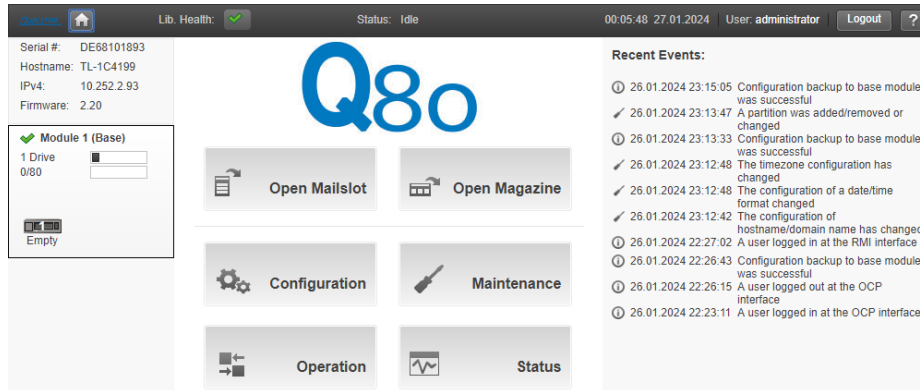 Lib. Health:
Status: Idle
00:05:48 27.01.2024 User: administrator
Logout
?
Serial #: DE68101893
Hostname: TL-1C4199
IPv4: 10.252.2.93
Firmware: 2.20
Module 1 (Base)
1 Drive
0/80
Empty
Q80
Open Mailslot
Open Magazine
Configuration
Maintenance
Operation
Status
Recent Events:
26.01.2024 23:15:05 Configuration backup to base module
was successful
26.01.2024 23:13:47 A partition was added/removed or
changed
26.01.2024 23:13:33 Configuration backup to base module
was successful
26.01.2024 23:12:48 The timezone configuration has
changed
26.01.2024 23:12:48 The configuration of a date/time
format changed
26.01.2024 23:12:42 The configuration of
hostname/domain name has changed
26.01.2024 22:27:02 A user logged in at the RMI interface
26.01.2024 22:26:43 Configuration backup to base module
was successful
26.01.2024 22:26:15 A user logged out at the OCP
interface
26.01.2024 22:23:11 A user logged in at the OCP interface